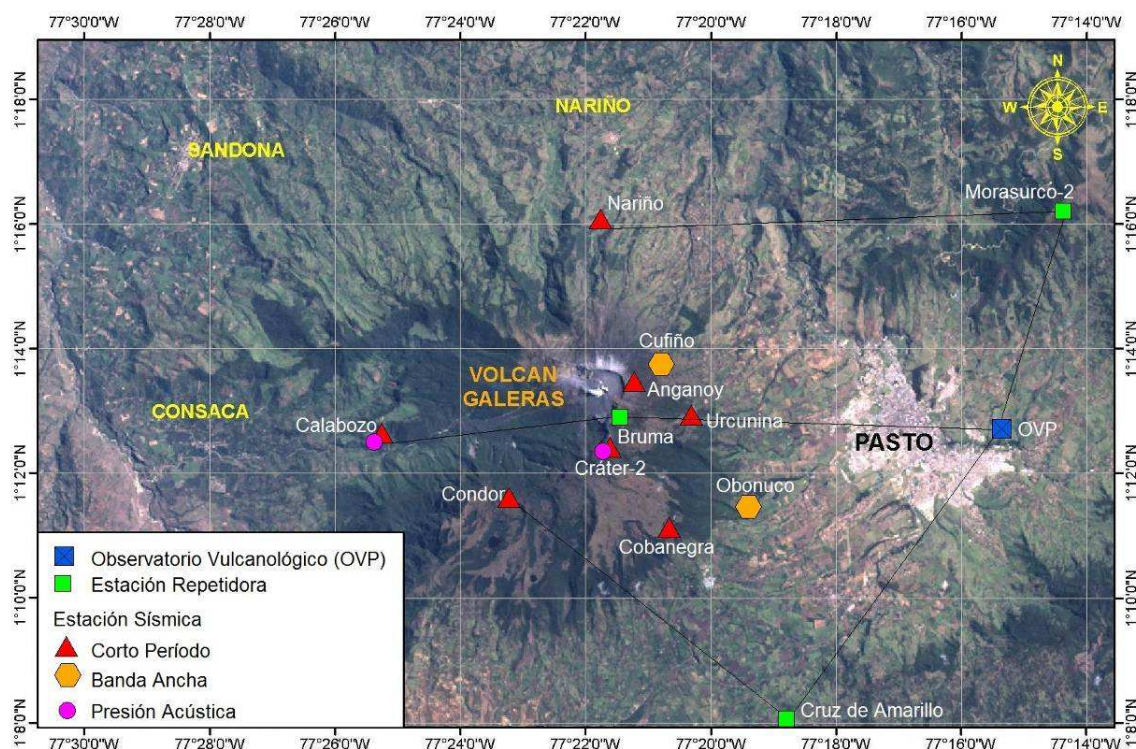 77°30'0"W 77°28'0"W 77°26'0"W 77°24'0"W 77°22'0"W 77°20'0"W 77°18'0"W 77°16'0"W 77°14'0"W
1°18'0"N
1°18'0"N
NARIÑO
N
W
E
S
SANDONA
Morasurco-2
Nariño
1°16'0"N
1°16'0"N
1°14'0"N
1°14'0"N
Cufiño
VOLCAN
GALERAS
Anganoy
CONSACA
Calabozo
Urcunina
OVP
Bruma
PASTO
Cráter-2
1°12'0"N
1°12'0"N
Condor
Obonuco
Cobanegra
Observatorio Vulcanológico (OVP)
Estación Repetidora
Estación Sísmica
Corto Período
Banda Ancha
Presión Acústica
1°10'0"N
1°10'0"N
Cruz de Amarillo
1°8'0"N
1°8'0"N
77°30'0"W 77°28'0"W 77°26'0"W 77°24'0"W 77°22'0"W 77°20'0"W 77°18'0"W 77°16'0"W 77°14'0"W